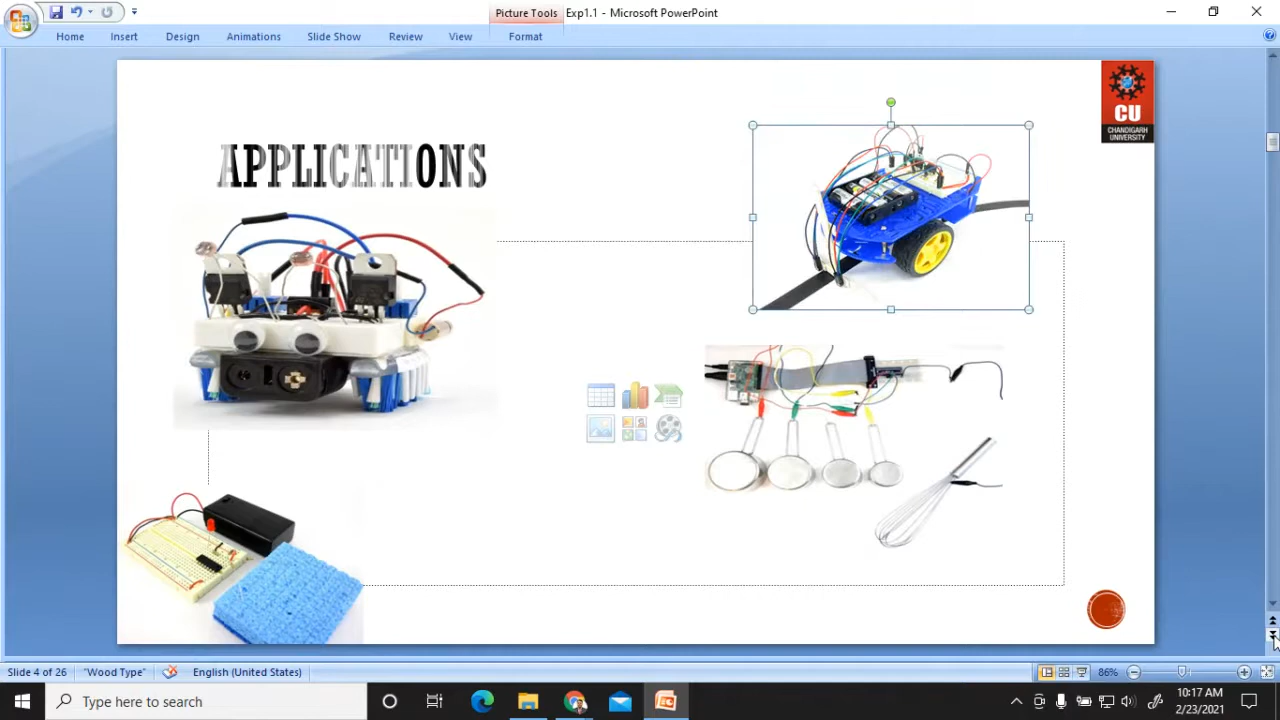 Picture Tools
Exp1.1 - Microsoft PowerPoint
Home Insert Design Animations Slide Show Review View Format
APPLICATIONS
CU
CHANDIGARH
UNIVERSITY
Slide 4 of 26 "Wood Type" English (United States) 86%
Type here to search
10:17 AM
2/23/2021